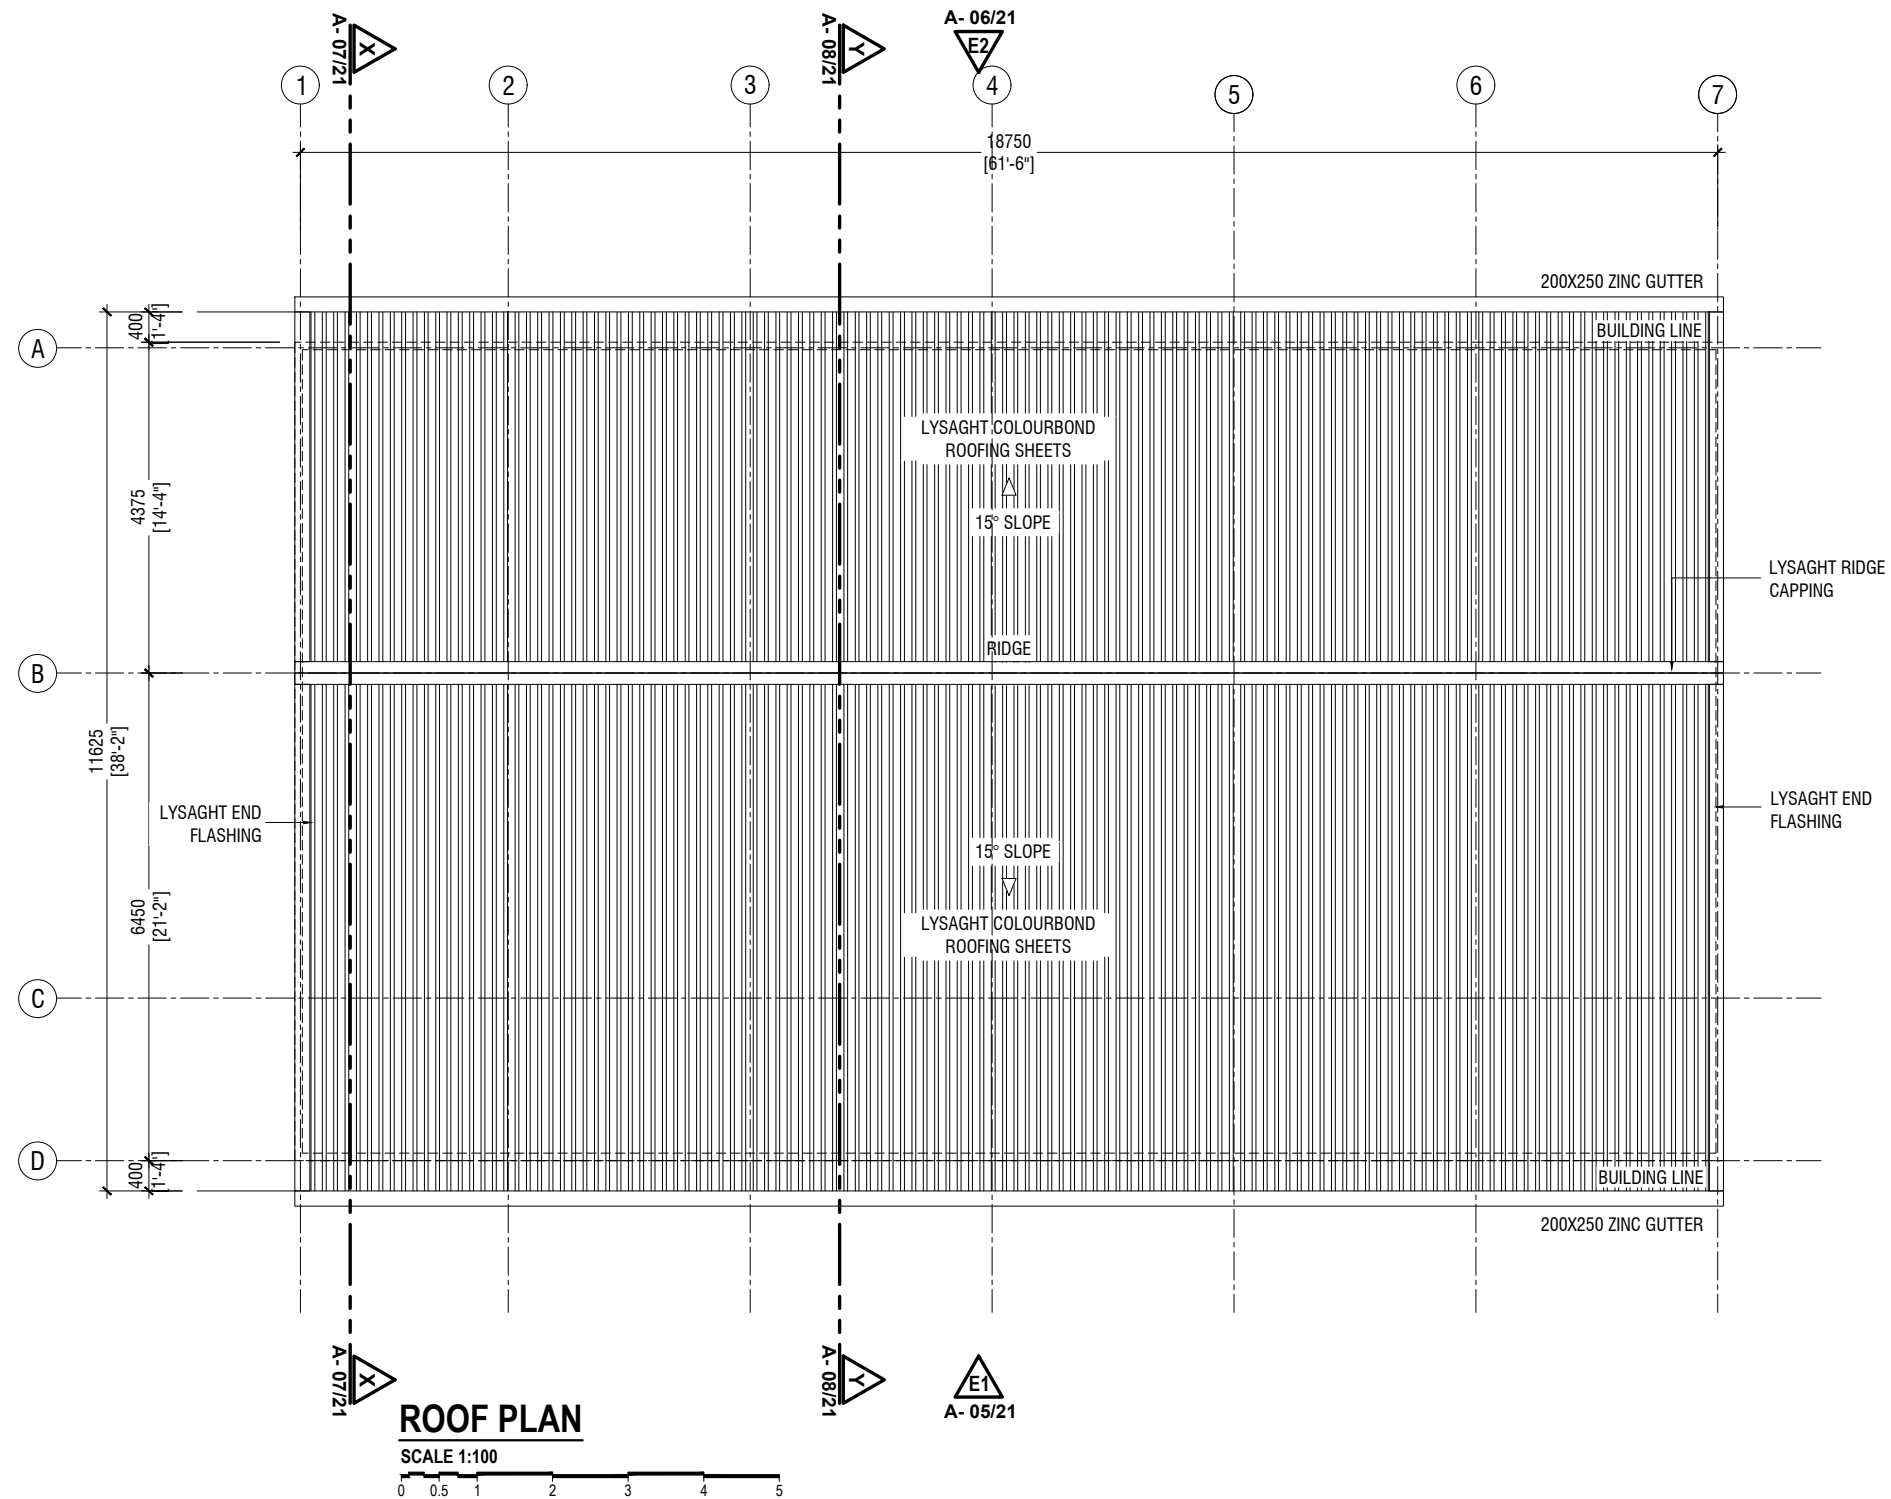 A- 07/21
X
A- 08/21
Y
A- 06/21
E2
1
2
3
4
5
6
7
18750
[61'-6"]
200X250 ZINC GUTTER
BUILDING LINE
400
[1'-4"]
A
LYSAGHT COLOURBOND
ROOFING SHEETS
4375
[14'-4"]
15° SLOPE
LYSAGHT RIDGE
CAPPING
RIDGE
B
11625
[38'-2"]
LYSAGHT END
FLASHING
LYSAGHT END
FLASHING
15° SLOPE
6450
[21'-2"]
LYSAGHT COLOURBOND
ROOFING SHEETS
C
D
400
[1'-4"]
BUILDING LINE
200X250 ZINC GUTTER
A- 07/21
X
A- 08/21
Y
E1
A- 05/21
ROOF PLAN
SCALE 1:100
0 0.5 1 2 3 4 5